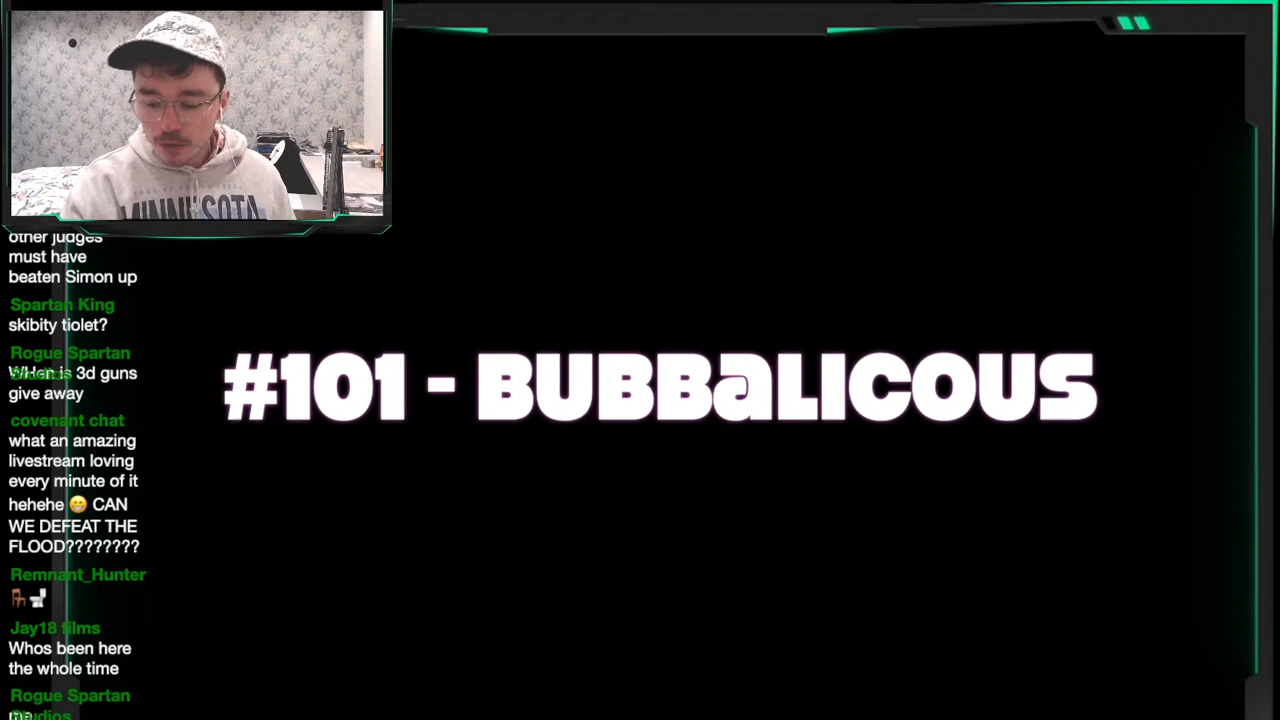 MINNESOTA
other judges
must have
beaten Simon up
Spartan King
skibity tiolet?
Rogue Spartan
Studios
WHen is 3d guns
give away
covenant chat
what an amazing
livestream loving
every minute of it
hehehe 😁 CAN
WE DEFEAT THE
FLOOD????????
Remnant_Hunter
🪑🚽
Jay18 films
Whos been here
the whole time
Rogue Spartan
Studios
#101 - BUBBALICOUS